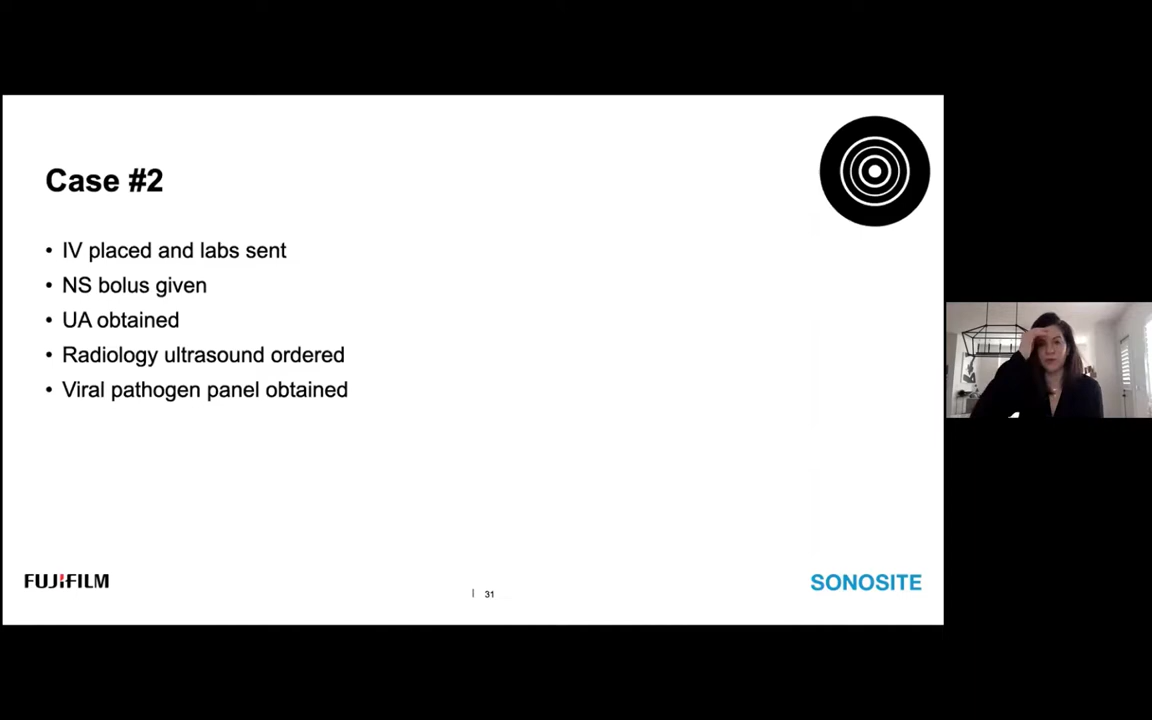 Case #2
• IV placed and labs sent
• NS bolus given
• UA obtained
• Radiology ultrasound ordered
• Viral pathogen panel obtained
FUJIFILM
| 31
SONOSITE